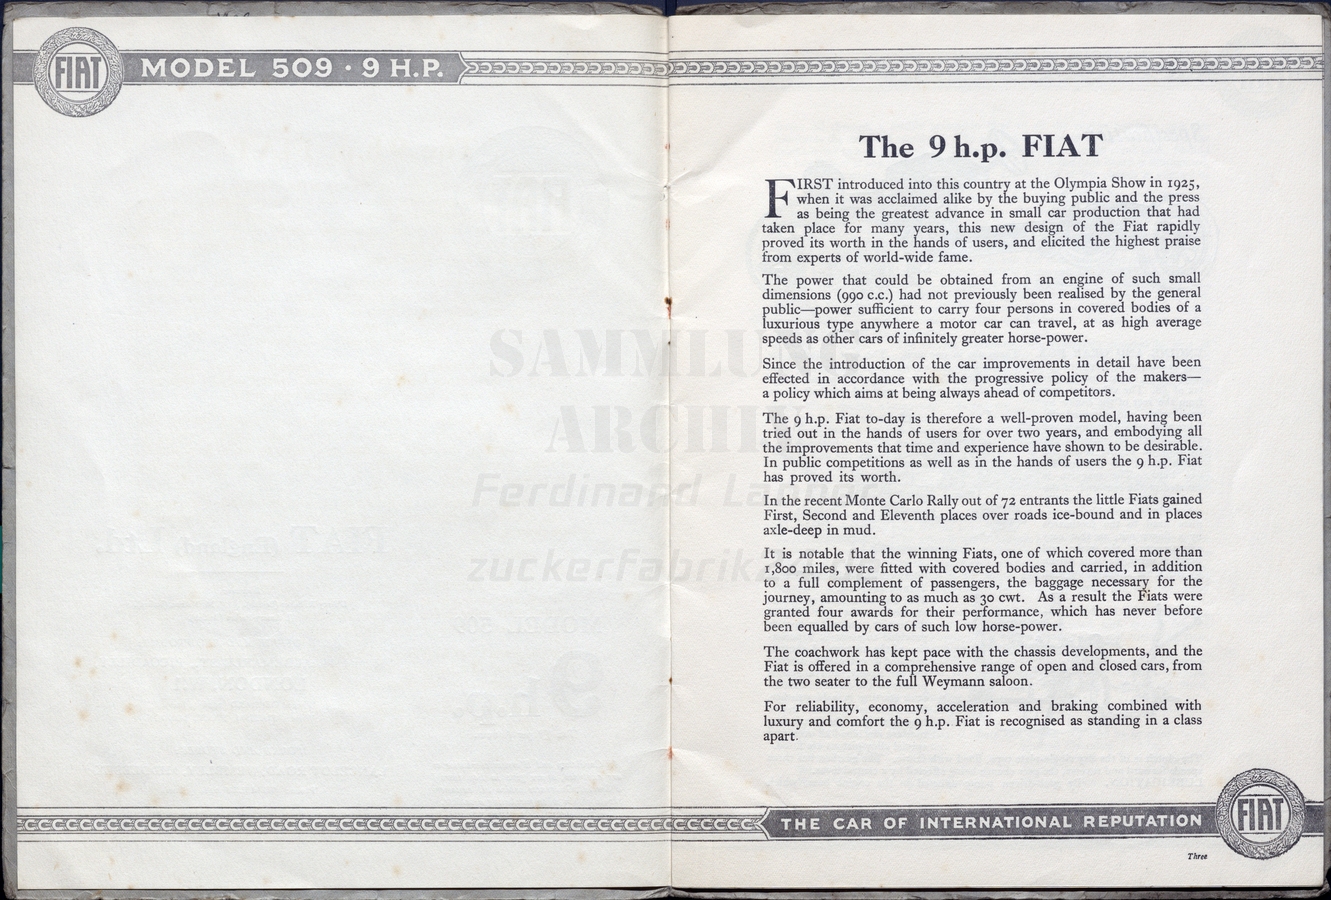 FIAT MODEL 509 · 9 H.P.
The 9 h.p. FIAT
FIRST introduced into this country at the Olympia Show in 1925,
when it was acclaimed alike by the buying public and the press
as being the greatest advance in small car production that had
taken place for many years, this new design of the Fiat rapidly
proved its worth in the hands of users, and elicited the highest praise
from experts of world-wide fame.
The power that could be obtained from an engine of such small
dimensions (990 c.c.) had not previously been realised by the general
public—power sufficient to carry four persons in covered bodies of a
luxurious type anywhere a motor car can travel, at as high average
speeds as other cars of infinitely greater horse-power.
Since the introduction of the car improvements in detail have been
effected in accordance with the progressive policy of the makers—
a policy which aims at being always ahead of competitors.
The 9 h.p. Fiat to-day is therefore a well-proven model, having been
tried out in the hands of users for over two years, and embodying all
the improvements that time and experience have shown to be desirable.
In public competitions as well as in the hands of users the 9 h.p. Fiat
has proved its worth.
In the recent Monte Carlo Rally out of 72 entrants the little Fiats gained
First, Second and Eleventh places over roads ice-bound and in places
axle-deep in mud.
It is notable that the winning Fiats, one of which covered more than
1,800 miles, were fitted with covered bodies and carried, in addition
to a full complement of passengers, the baggage necessary for the
journey, amounting to as much as 30 cwt. As a result the Fiats were
granted four awards for their performance, which has never before
been equalled by cars of such low horse-power.
The coachwork has kept pace with the chassis developments, and the
Fiat is offered in a comprehensive range of open and closed cars, from
the two seater to the full Weymann saloon.
For reliability, economy, acceleration and braking combined with
luxury and comfort the 9 h.p. Fiat is recognised as standing in a class
apart.
THE CAR OF INTERNATIONAL REPUTATION FIAT
Three
SAMMLUNG
ARCHIV
Ferdinand
zuckerfabrik